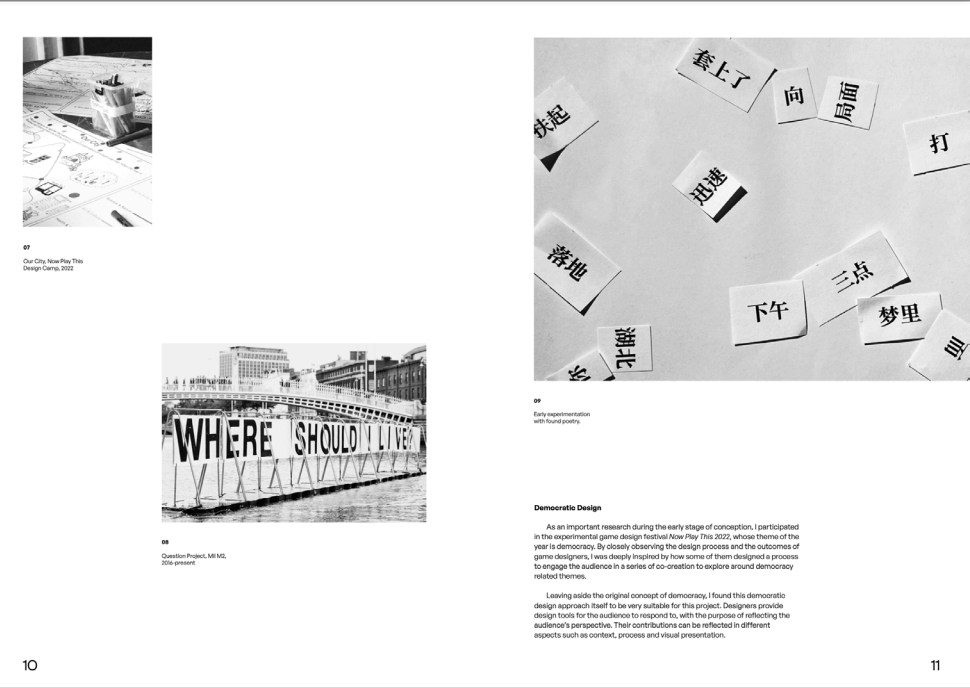 07
Our City, Now Play This
Design Camp, 2022
WHERE SHOULD I LIVE?
08
Question Project, Mil M2,
2016-present
套上了
向
局面
扶起
打
迅速
落地
三点
下午
梦里
湖北
09
Early experimentation
with found poetry.
Democratic Design
As an important research during the early stage of conception, I participated
in the experimental game design festival Now Play This 2022, whose theme of the
year is democracy. By closely observing the design process and the outcomes of
game designers, I was deeply inspired by how some of them designed a process
to engage the audience in a series of co-creation to explore around democracy
related themes.
Leaving aside the original concept of democracy, I found this democratic
design approach itself to be very suitable for this project. Designers provide
design tools for the audience to respond to, with the purpose of reflecting the
audience's perspective. Their contributions can be reflected in different
aspects such as context, process and visual presentation.
10
11